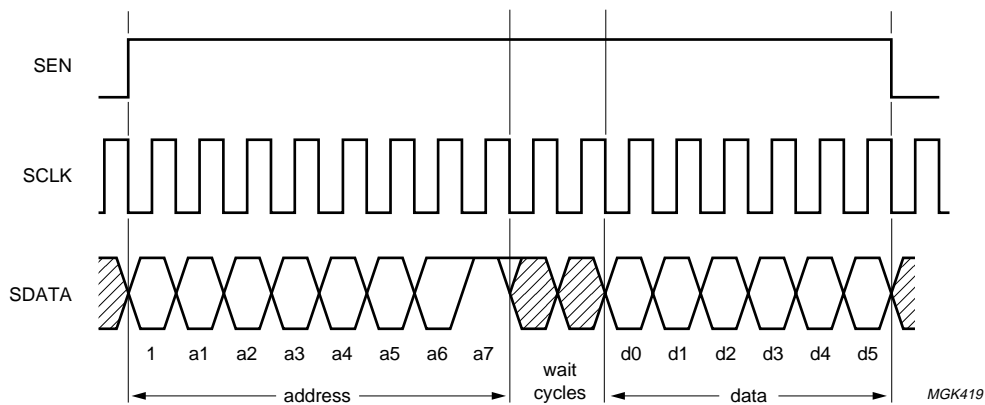 SEN
SCLK
SDATA
1 a1 a2 a3 a4 a5 a6 a7 d0 d1 d2 d3 d4 d5
wait
cycles
address
data
MGK419